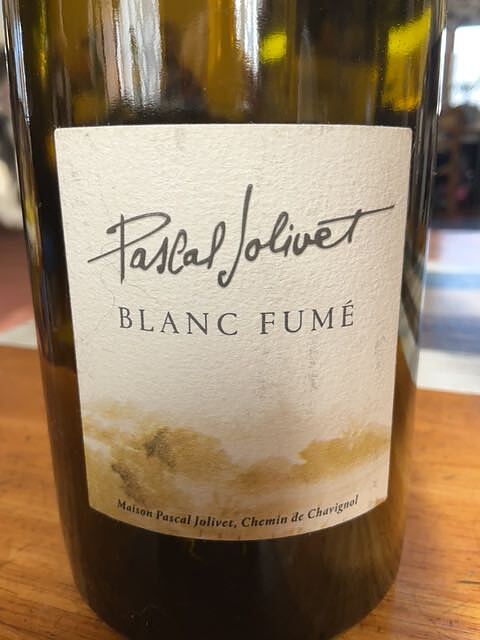 Pascal Jolivet
BLANC FUMÉ
Maison Pascal Jolivet, Chemin de Chavignol